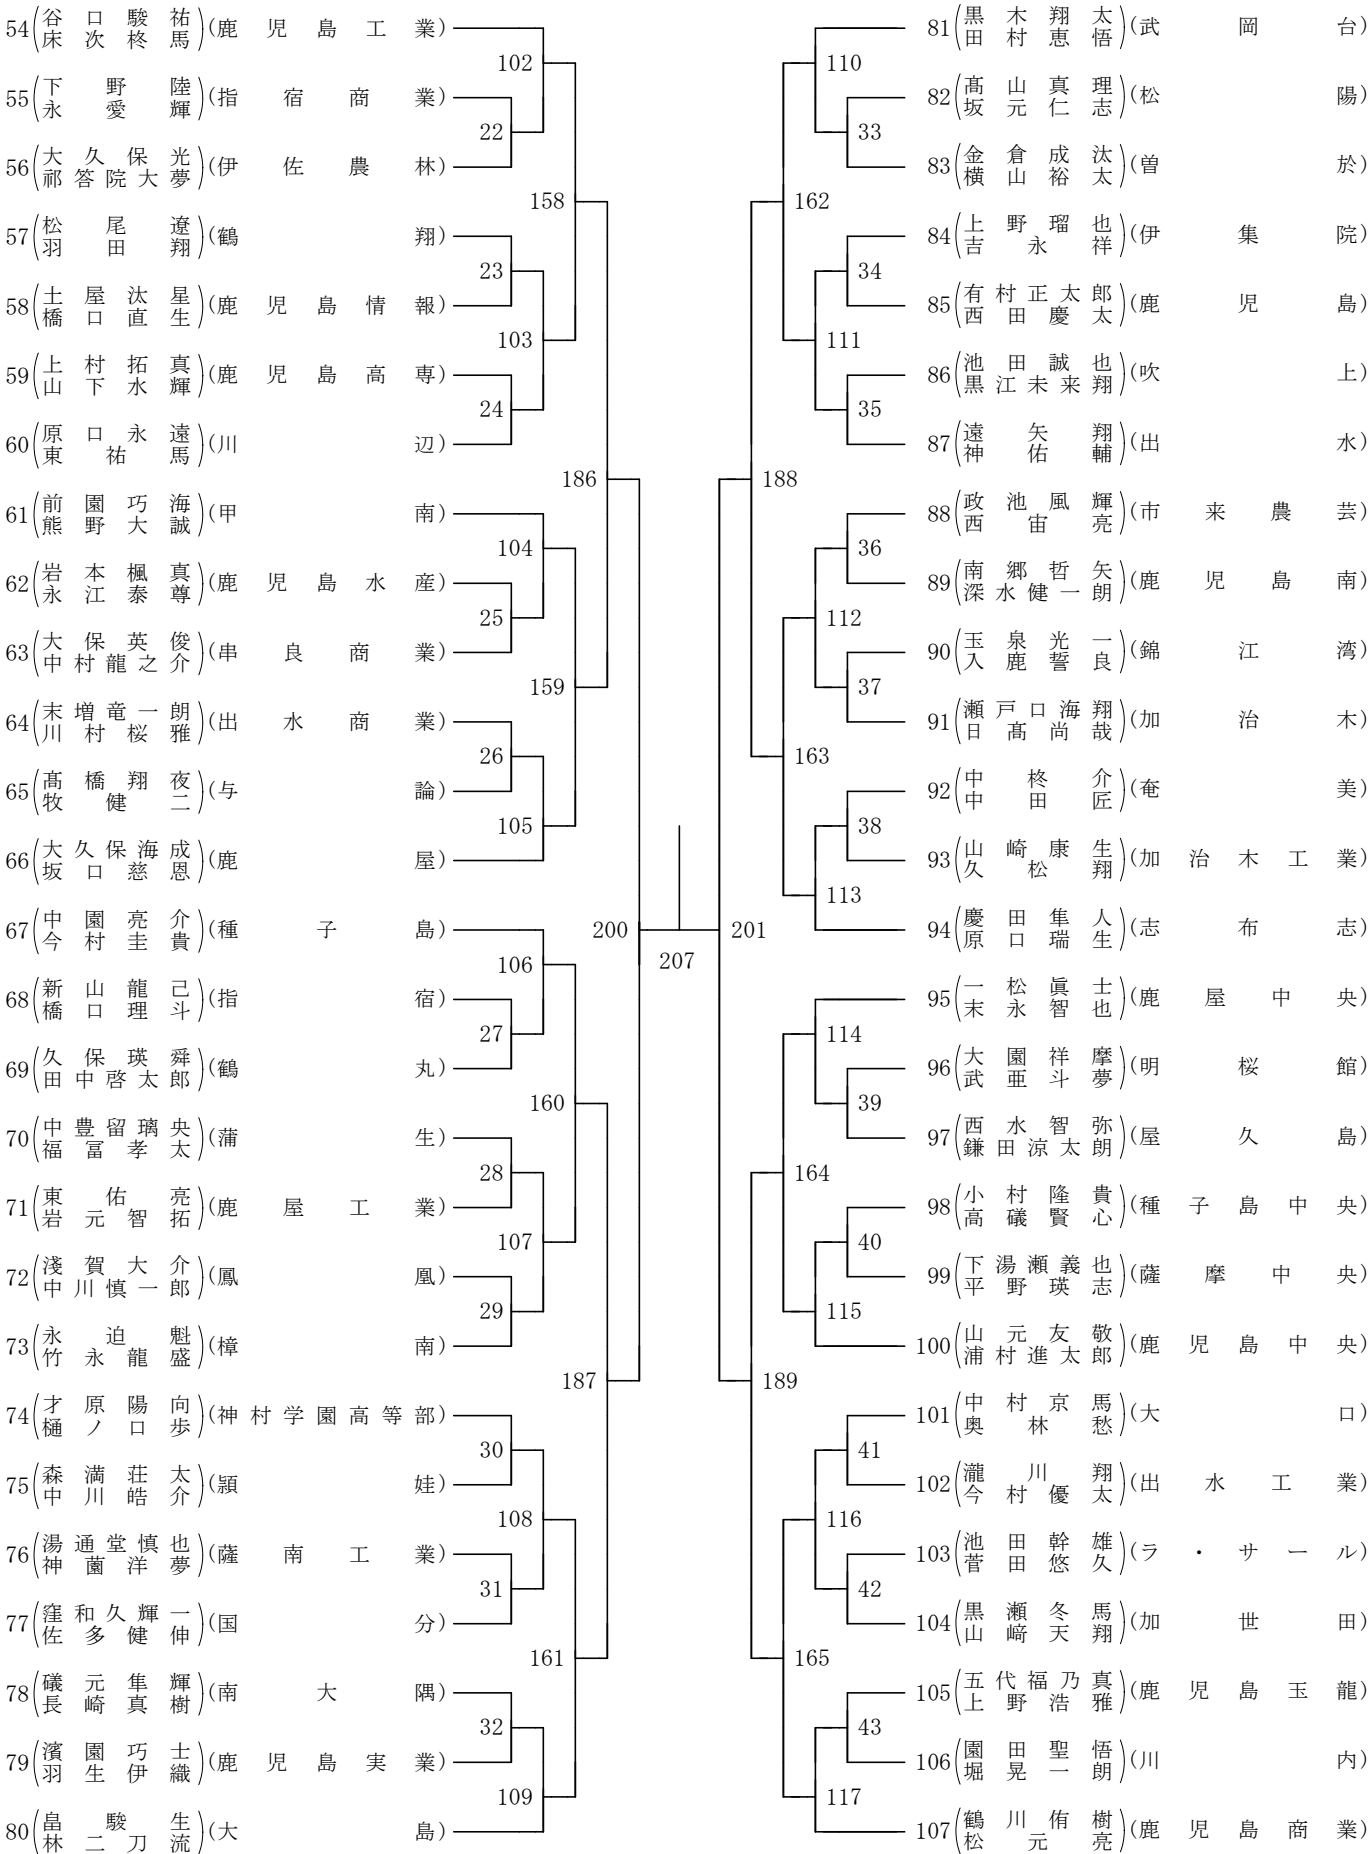 54 谷口駿祐 床次柊馬 (鹿児島工業)
55 下野陸 永愛輝 (指宿商業)
56 大久保光 祁答院大夢 (伊佐農林)
57 松尾遼 羽田翔 (鶴翔)
58 土屋汰星 橋口直生 (鹿児島情報)
59 上村拓真 山下水輝 (鹿児島高専)
60 原口永遠 東祐馬 (川辺)
61 前園巧海 熊野大誠 (甲南)
62 岩本楓真 永江泰尊 (鹿児島水産)
63 大保英俊 中村龍之介 (串良商業)
64 末増竜一朗 川村桜雅 (出水商業)
65 髙橋翔夜 牧健二 (与論)
66 大久保海成 坂口慈恩 (鹿屋)
67 中園亮介 今村圭貴 (種子島)
68 新山龍己 橋口理斗 (指宿)
69 久保瑛舜 田中啓太郎 (鶴丸)
70 中豊留璃央 福冨孝太 (蒲生)
71 東佑亮 岩元智拓 (鹿屋工業)
72 淺賀大介 中川慎一郎 (鳳凰)
73 永迫魁 竹永龍盛 (樟南)
74 才原陽向 樋ノ口歩 (神村学園高等部)
75 森満荘太 中川皓介 (頴娃)
76 湯通堂慎也 神薗洋夢 (薩南工業)
77 窪和久輝一 佐多健伸 (国分)
78 礒元隼輝 長崎真樹 (南大隅)
79 濱園巧士 羽生伊織 (鹿児島実業)
80 畠駿生 林二刀流 (大島)
102
22
158
23
103
24
186
104
25
159
26
105
200
106
27
160
28
107
29
187
30
108
31
161
32
109
207
81 黒木翔太 田村恵悟 (武岡台)
82 髙山真理 坂元仁志 (松陽)
83 金倉成汰 横山裕太 (曽於)
84 上野瑠也 吉永祥 (伊集院)
85 有村正太郎 西田慶太 (鹿児島)
86 池田誠也 黒江未来翔 (吹上)
87 遠矢翔 神佑輔 (出水)
88 政池風輝 西宙亮 (市来農芸)
89 南郷哲矢 深水健一朗 (鹿児島南)
90 玉泉光一 入鹿誓良 (錦江湾)
91 瀬戸口海翔 日髙尚哉 (加治木)
92 中柊介 中田匠 (奄美)
93 山崎康生 久松翔 (加治木工業)
94 慶田隼人 原口瑞生 (志布志)
95 一松眞士 末永智也 (鹿屋中央)
96 大園祥摩 武亜斗夢 (明桜館)
97 西水智弥 鎌田涼太朗 (屋久島)
98 小村隆貴 高礒賢心 (種子島中央)
99 下湯瀬義也 平野瑛志 (薩摩中央)
100 山元友敬 浦村進太郎 (鹿児島中央)
101 中村京馬 奥林愁 (大口)
102 瀧川翔 今村優太 (出水工業)
103 池田幹雄 菅田悠久 (ラ・サール)
104 黒瀬冬馬 山﨑天翔 (加世田)
105 五代福乃真 上野浩雅 (鹿児島玉龍)
106 園田聖悟 堀晃一朗 (川内)
107 鶴川侑樹 松元亮 (鹿児島商業)
110
33
162
34
111
35
188
36
112
37
163
38
113
201
114
39
164
40
115
189
41
116
42
165
43
117